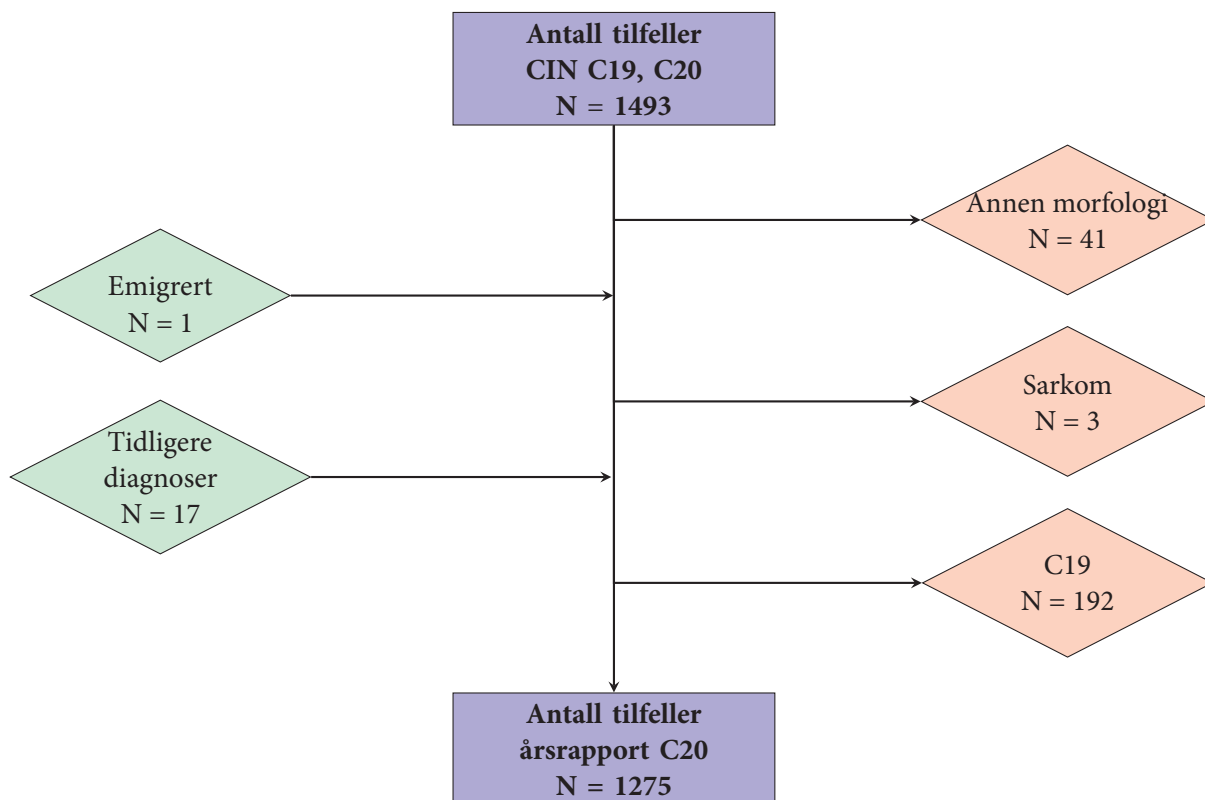 Antall tilfeller
CIN C19, C20
N = 1493
Annen morfologi
N = 41
Emigrert
N = 1
Sarkom
N = 3
Tidligere
diagnoser
N = 17
C19
N = 192
Antall tilfeller
årsrapport C20
N = 1275